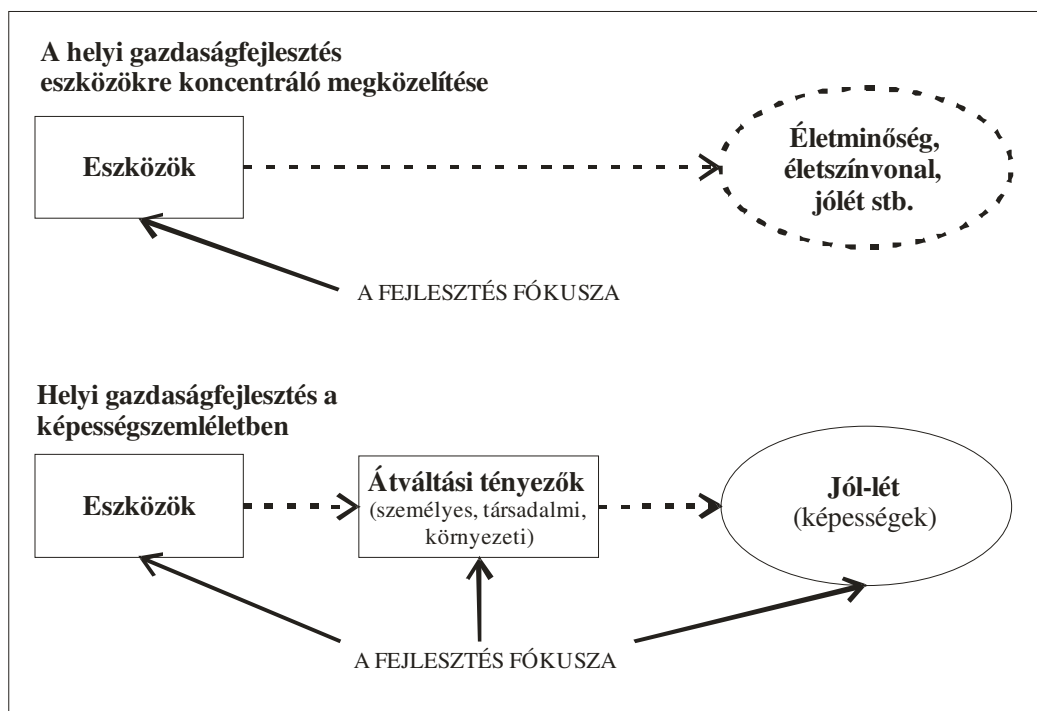 A helyi gazdaságfejlesztés
eszközökre koncentráló megközelítése
Eszközök
Életminőség,
életszínvonal,
jólét stb.
A FEJLESZTÉS FÓKUSZA
Helyi gazdaságfejlesztés a
képességszemléletben
Eszközök
Átváltási tényezők
(személyes, társadalmi,
környezeti)
Jól-lét
(képességek)
A FEJLESZTÉS FÓKUSZA